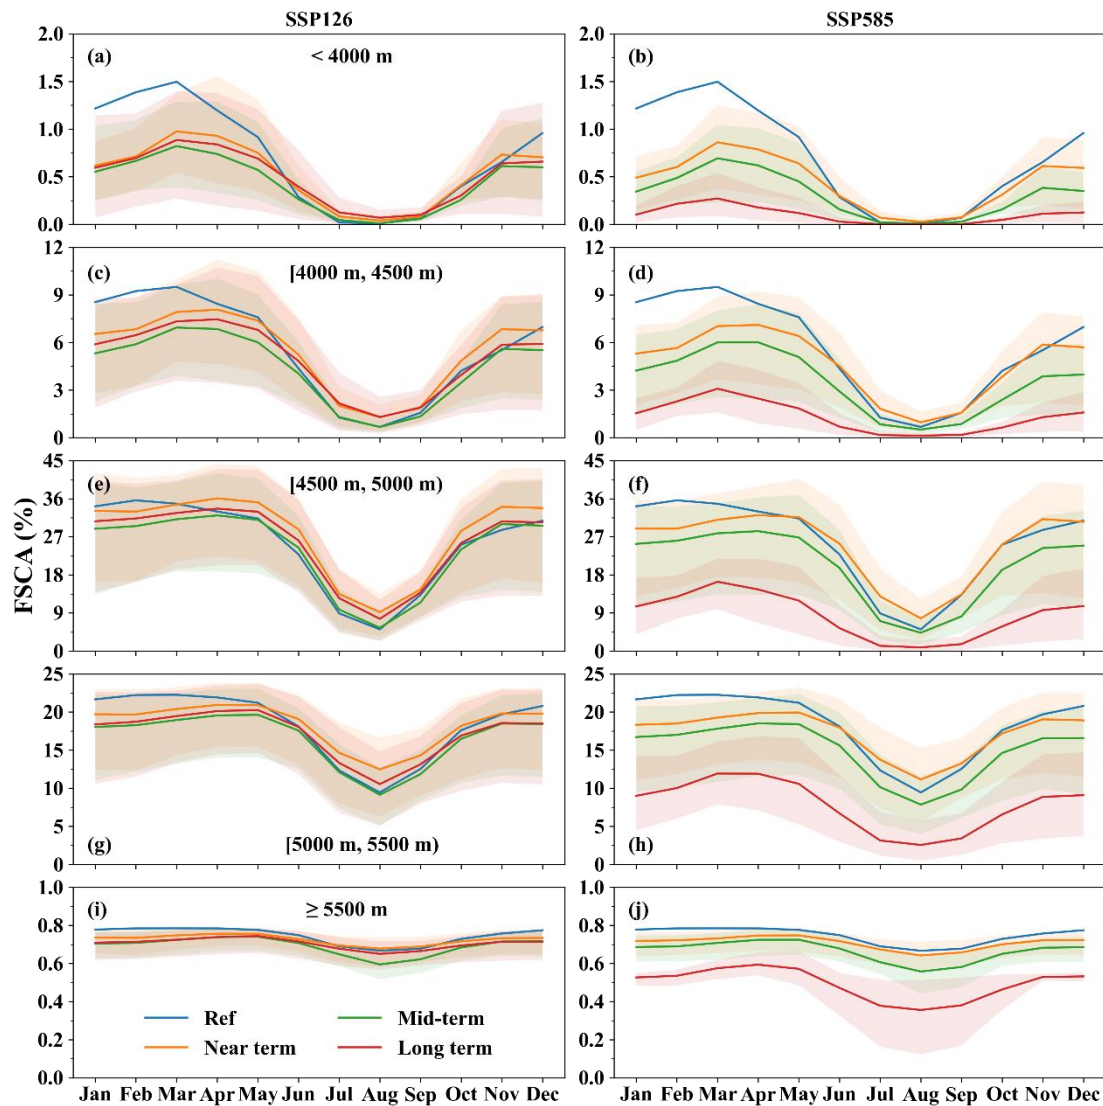 SSP126
SSP585
2.0
1.5
1.0
0.5
0.0
(a)
< 4000 m
2.0
1.5
1.0
0.5
0.0
(b)
12
9
6
3
0
(c)
[4000 m, 4500 m)
12
9
6
3
0
(d)
FSCA (%)
45
36
27
18
9
0
(e)
[4500 m, 5000 m)
45
36
27
18
9
0
(f)
25
20
15
10
5
0
(g)
[5000 m, 5500 m)
25
20
15
10
5
0
(h)
1.0
0.8
0.6
0.4
0.2
0.0
(i)
≥ 5500 m
Ref
Mid-term
Near term
Long term
1.0
0.8
0.6
0.4
0.2
0.0
(j)
Jan Feb Mar Apr May Jun Jul Aug Sep Oct Nov Dec
Jan Feb Mar Apr May Jun Jul Aug Sep Oct Nov Dec